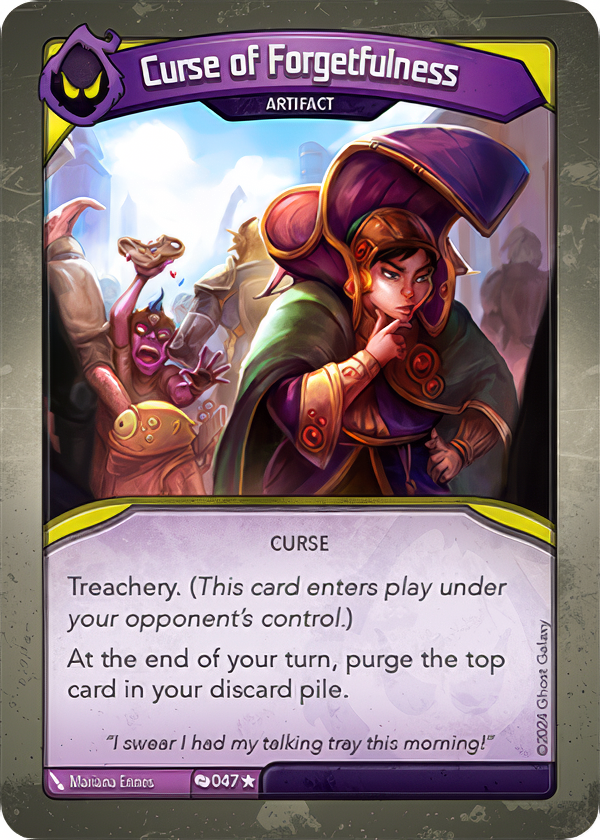 Curse of Forgetfulness
ARTIFACT
CURSE
Treachery. (This card enters play under
your opponent's control.)
At the end of your turn, purge the top
card in your discard pile.
"I swear I had my talking tray this morning!"
©2024 Ghost Galaxy
047